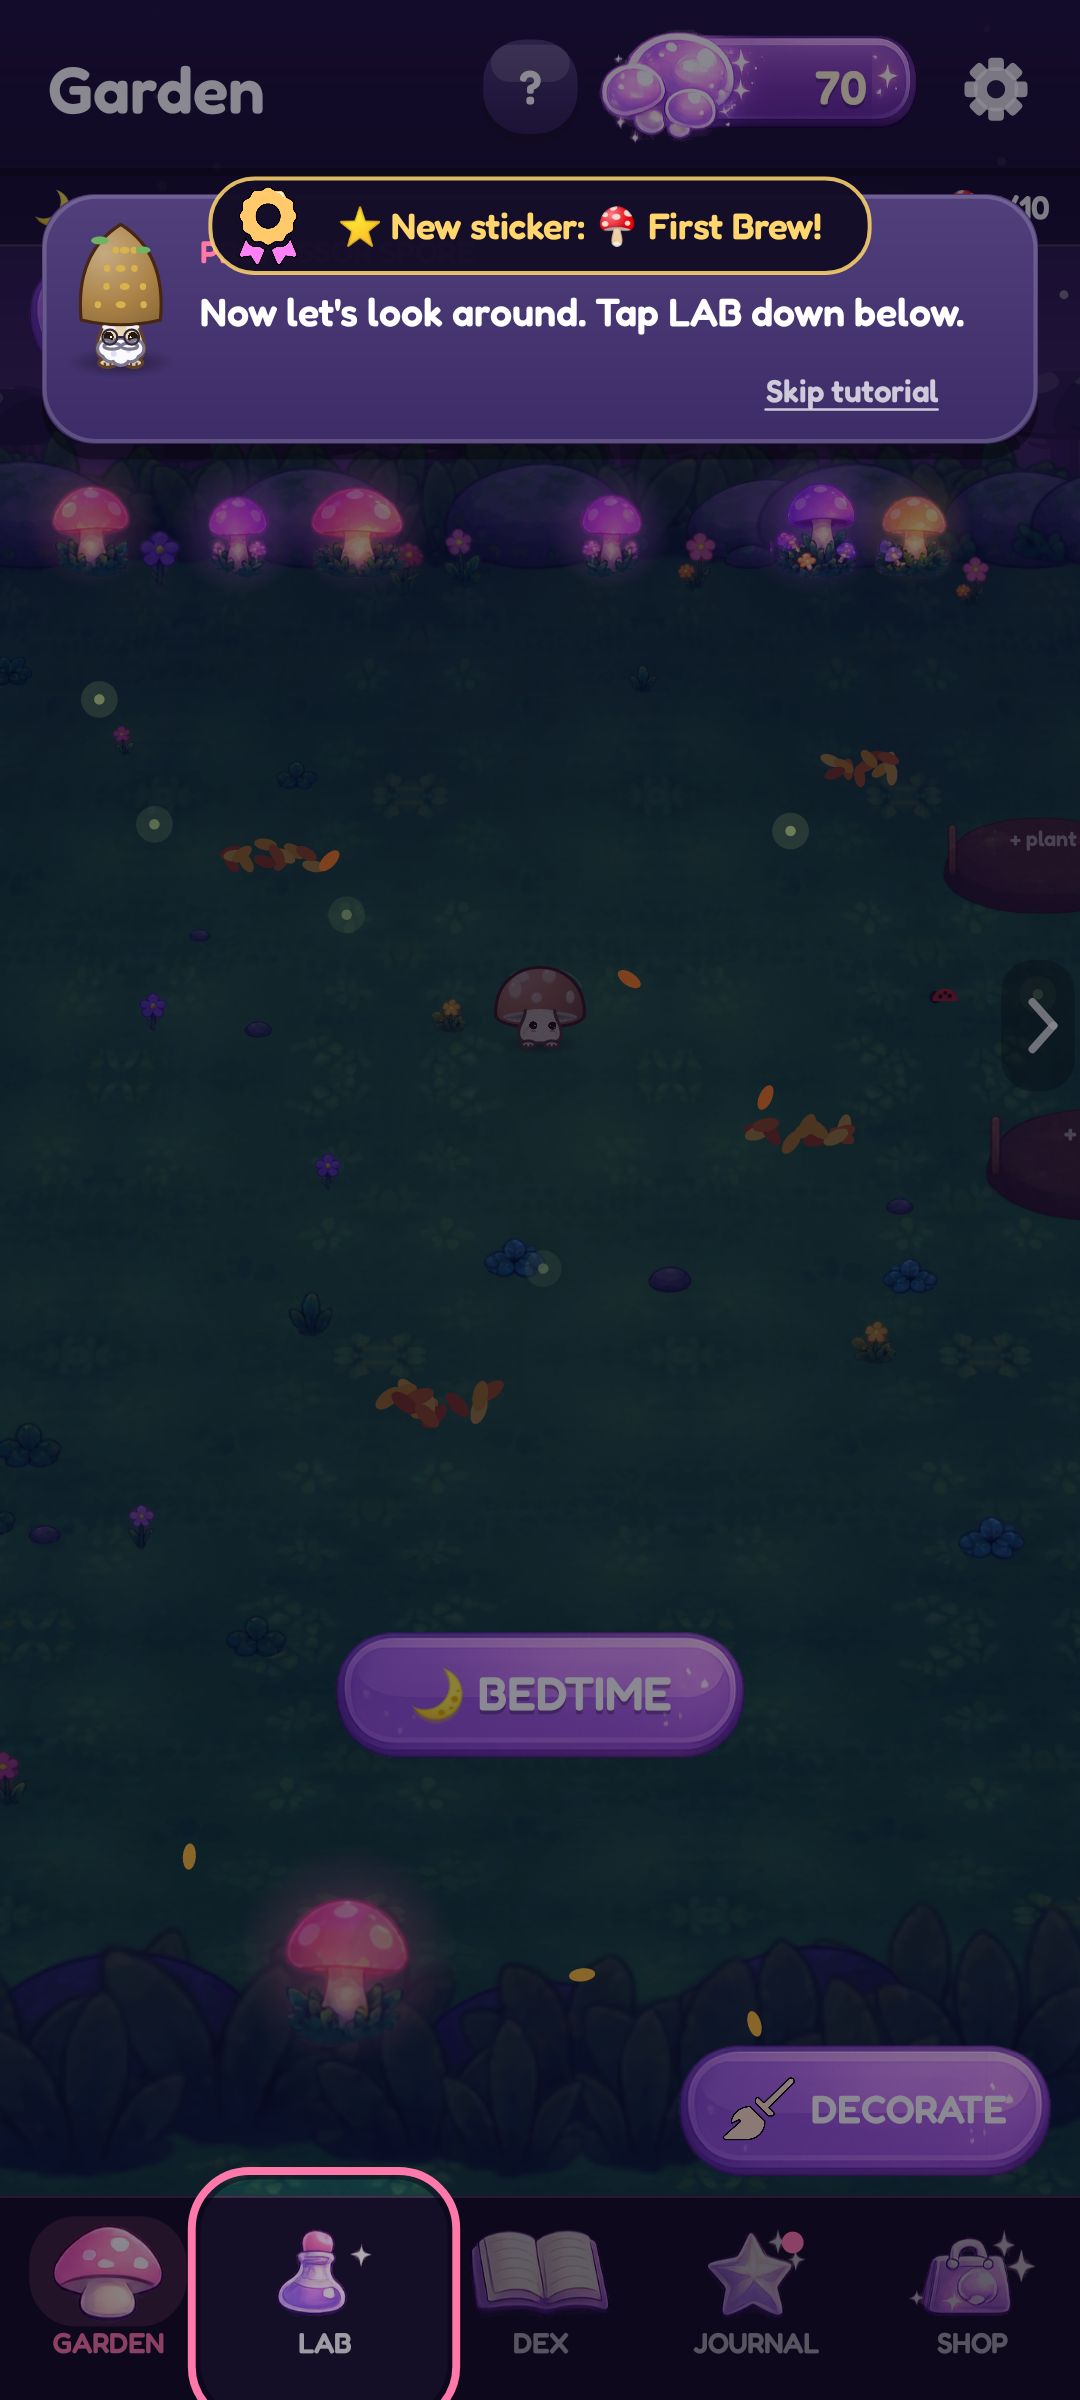 Garden
?
70
/10
⭐ New sticker: 🍄 First Brew!
Now let's look around. Tap LAB down below.
Skip tutorial
+ plant
+
🌙 BEDTIME
DECORATE
GARDEN
LAB
DEX
JOURNAL
SHOP